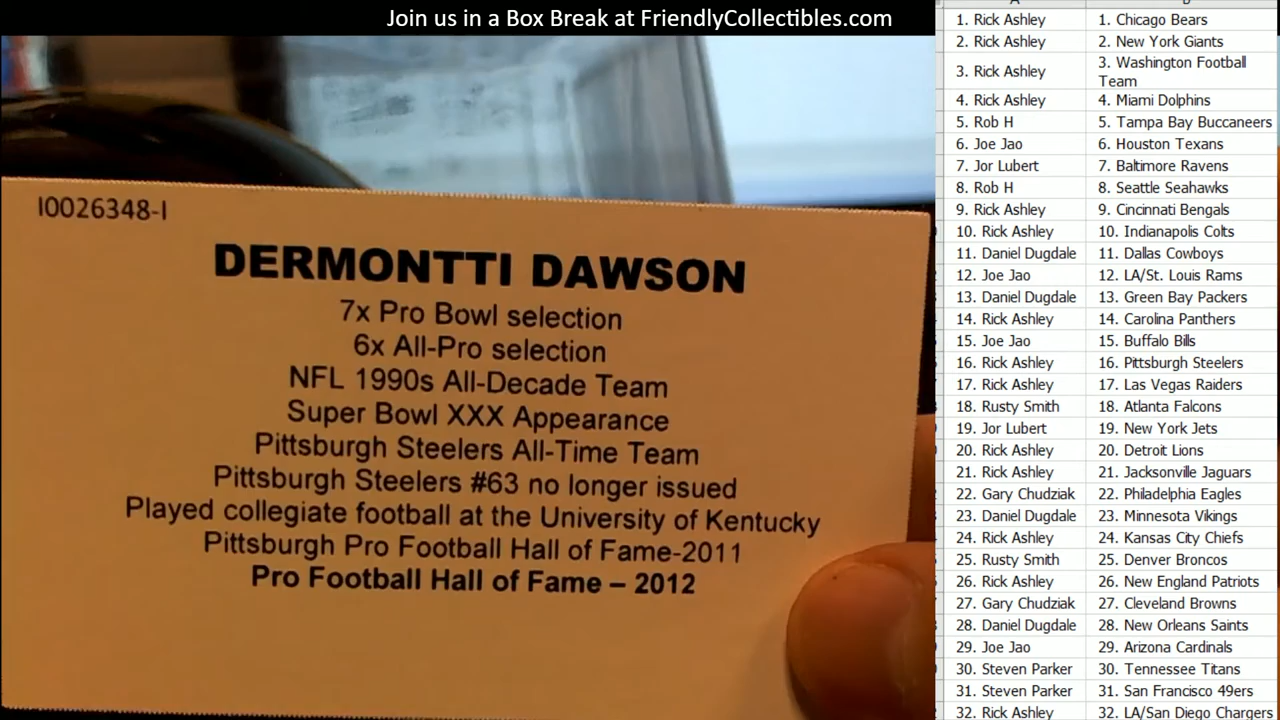 Join us in a Box Break at FriendlyCollectibles.com
I0026348-I
DERMONTTI DAWSON
7x Pro Bowl selection
6x All-Pro selection
NFL 1990s All-Decade Team
Super Bowl XXX Appearance
Pittsburgh Steelers All-Time Team
Pittsburgh Steelers #63 no longer issued
Played collegiate football at the University of Kentucky
Pittsburgh Pro Football Hall of Fame-2011
Pro Football Hall of Fame – 2012
1. Rick Ashley 1. Chicago Bears
2. Rick Ashley 2. New York Giants
3. Rick Ashley 3. Washington Football
Team
4. Rick Ashley 4. Miami Dolphins
5. Rob H 5. Tampa Bay Buccaneers
6. Joe Jao 6. Houston Texans
7. Jor Lubert 7. Baltimore Ravens
8. Rob H 8. Seattle Seahawks
9. Rick Ashley 9. Cincinnati Bengals
10. Rick Ashley 10. Indianapolis Colts
11. Daniel Dugdale 11. Dallas Cowboys
12. Joe Jao 12. LA/St. Louis Rams
13. Daniel Dugdale 13. Green Bay Packers
14. Rick Ashley 14. Carolina Panthers
15. Joe Jao 15. Buffalo Bills
16. Rick Ashley 16. Pittsburgh Steelers
17. Rick Ashley 17. Las Vegas Raiders
18. Rusty Smith 18. Atlanta Falcons
19. Jor Lubert 19. New York Jets
20. Rick Ashley 20. Detroit Lions
21. Rick Ashley 21. Jacksonville Jaguars
22. Gary Chudziak 22. Philadelphia Eagles
23. Daniel Dugdale 23. Minnesota Vikings
24. Rick Ashley 24. Kansas City Chiefs
25. Rusty Smith 25. Denver Broncos
26. Rick Ashley 26. New England Patriots
27. Gary Chudziak 27. Cleveland Browns
28. Daniel Dugdale 28. New Orleans Saints
29. Joe Jao 29. Arizona Cardinals
30. Steven Parker 30. Tennessee Titans
31. Steven Parker 31. San Francisco 49ers
32. Rick Ashley 32. LA/San Diego Chargers